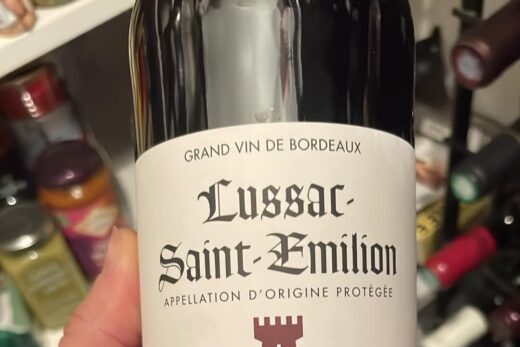 GRAND VIN DE BORDEAUX
Lussac-
Saint-Emilion
APPELLATION D'ORIGINE PROTÉGÉE